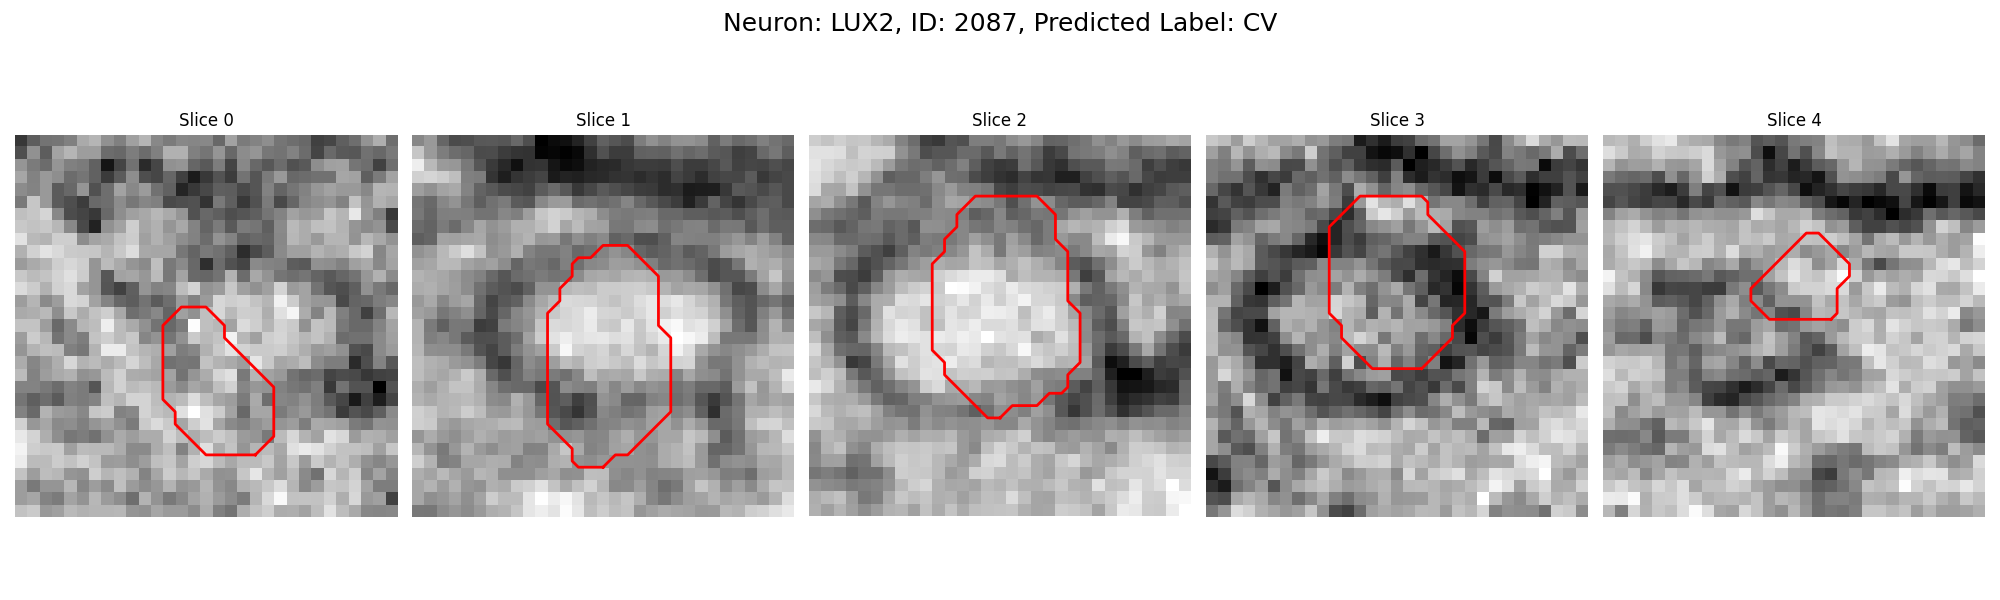 Neuron: LUX2, ID: 2087, Predicted Label: CV
Slice 0
Slice 1
Slice 2
Slice 3
Slice 4